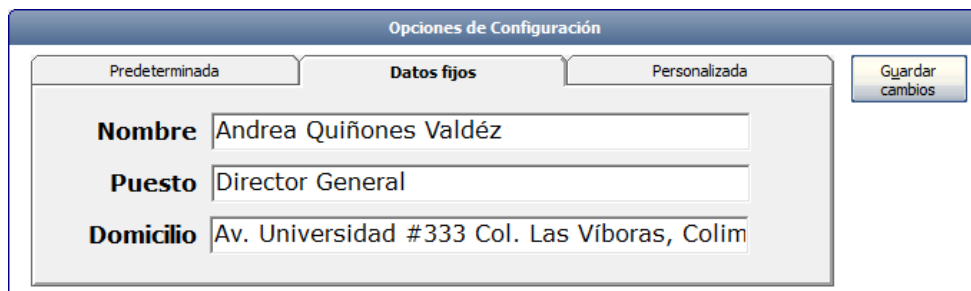 Opciones de Configuración
Predeterminada Datos fijos Personalizada
Guardar
cambios
Nombre Andrea Quiñones Valdéz
Puesto Director General
Domicilio Av. Universidad #333 Col. Las Víboras, Colim